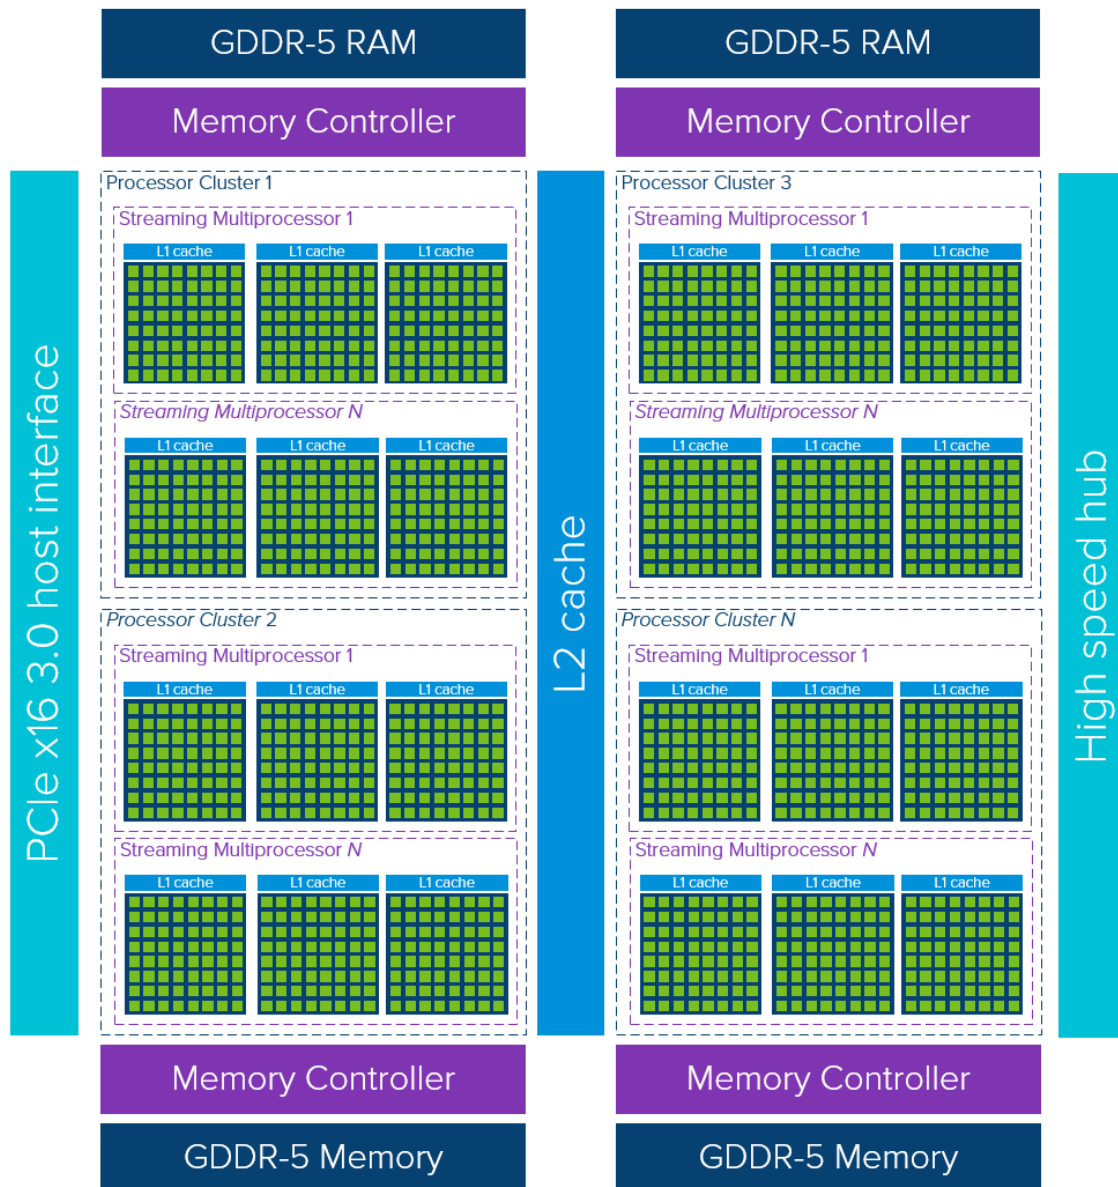 GDDR-5 RAM
Memory Controller
GDDR-5 RAM
Memory Controller
PCIe x16 3.0 host interface
Processor Cluster 1
Streaming Multiprocessor 1
L1 cache
L1 cache
L1 cache
Streaming Multiprocessor N
L1 cache
L1 cache
L1 cache
Processor Cluster 2
Streaming Multiprocessor 1
L1 cache
L1 cache
L1 cache
Streaming Multiprocessor N
L1 cache
L1 cache
L1 cache
L2 cache
Processor Cluster 3
Streaming Multiprocessor 1
L1 cache
L1 cache
L1 cache
Streaming Multiprocessor N
L1 cache
L1 cache
L1 cache
Processor Cluster N
Streaming Multiprocessor 1
L1 cache
L1 cache
L1 cache
Streaming Multiprocessor N
L1 cache
L1 cache
L1 cache
High speed hub
Memory Controller
GDDR-5 Memory
Memory Controller
GDDR-5 Memory